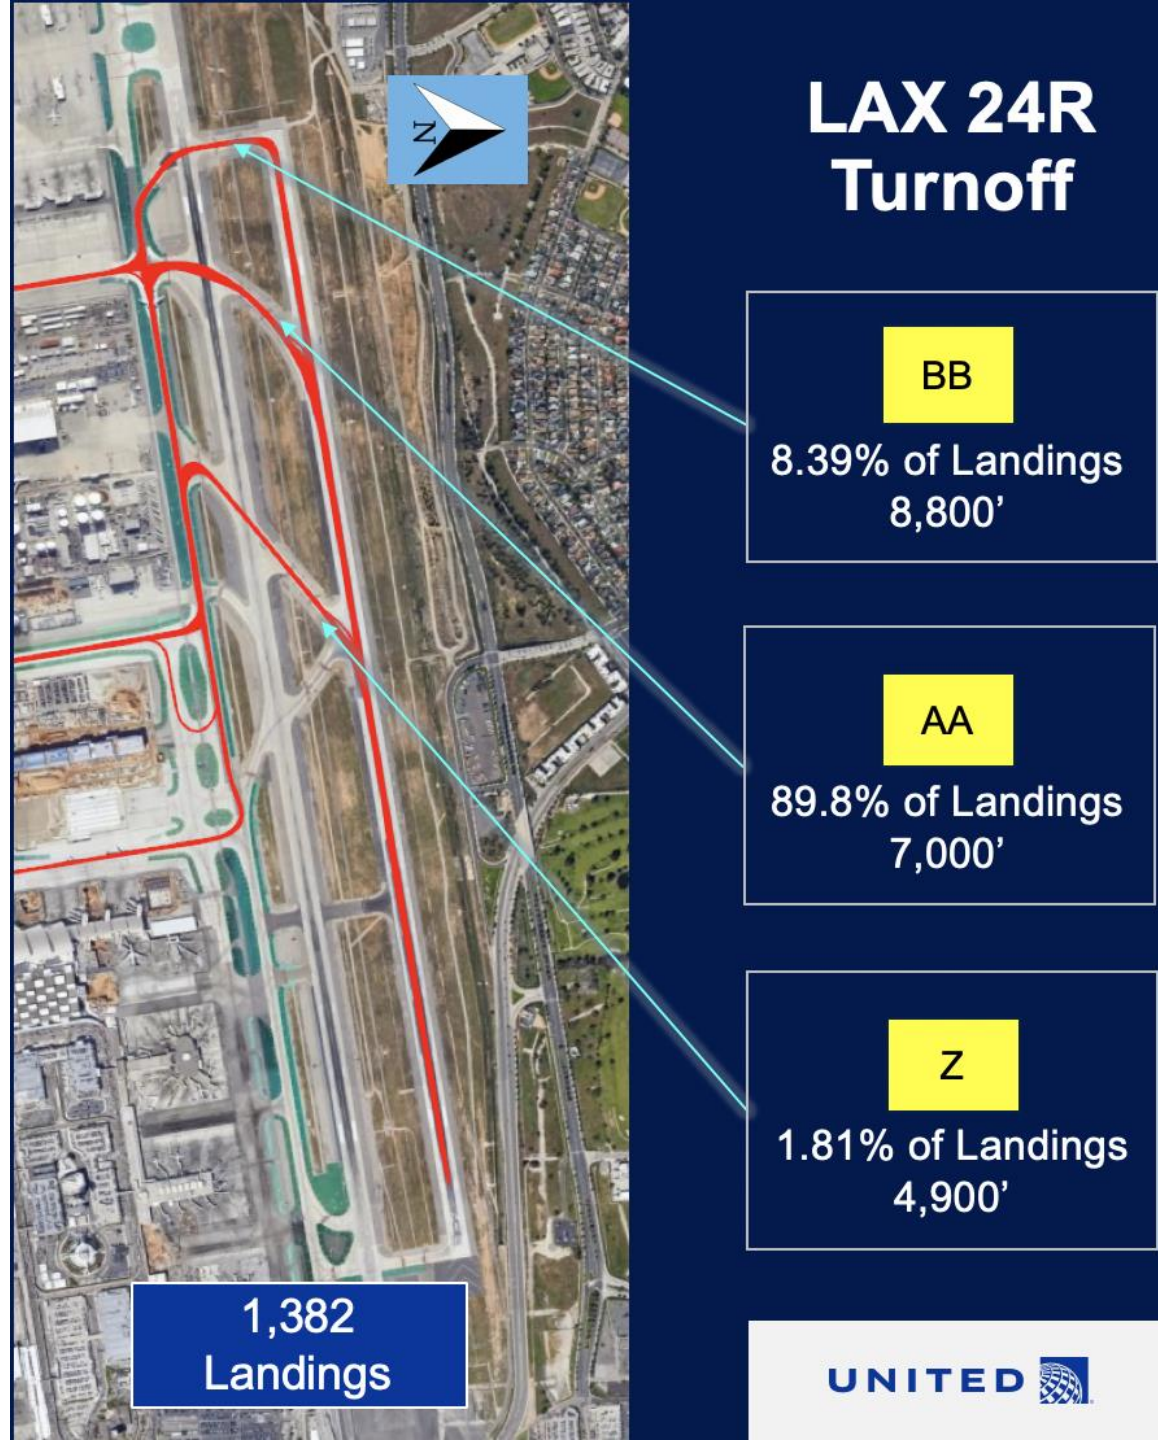 N
LAX 24R
Turnoff
BB
8.39% of Landings
8,800’
AA
89.8% of Landings
7,000’
Z
1.81% of Landings
4,900’
1,382
Landings
UNITED